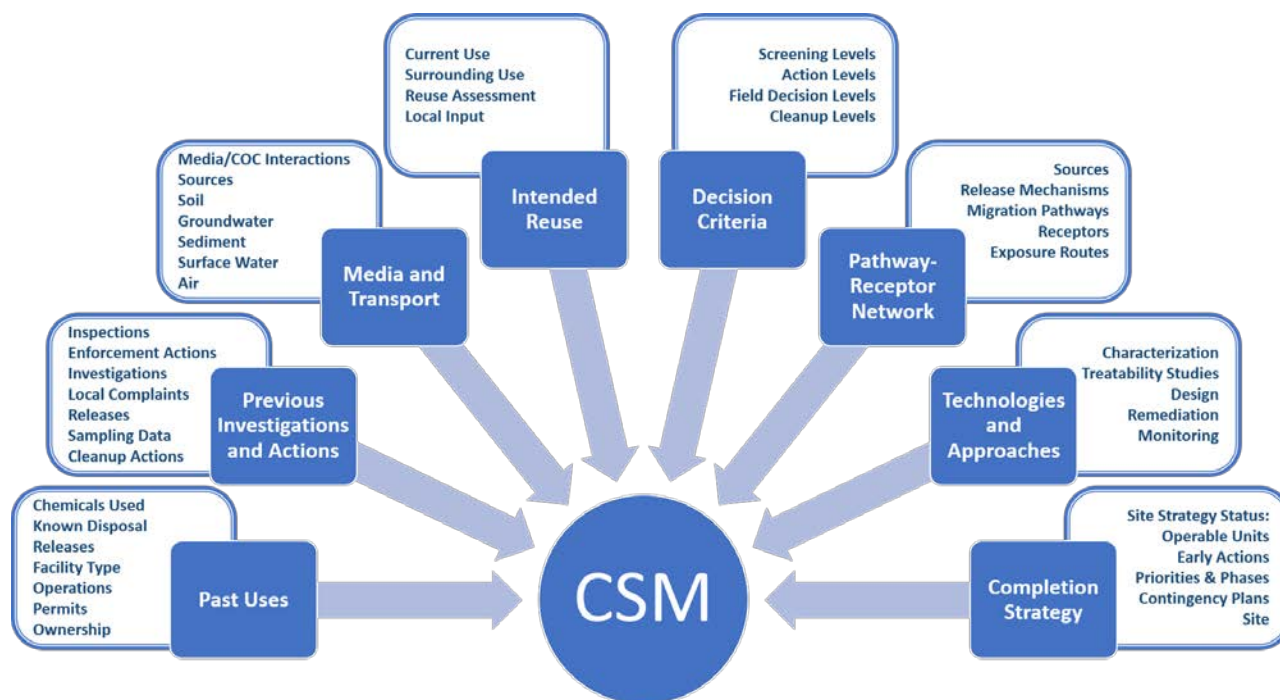 Current Use
Surrounding Use
Reuse Assessment
Local Input
Intended
Reuse
Screening Levels
Action Levels
Field Decision Levels
Cleanup Levels
Decision
Criteria
Media/COC Interactions
Sources
Soil
Groundwater
Sediment
Surface Water
Air
Media and
Transport
Sources
Release Mechanisms
Migration Pathways
Receptors
Exposure Routes
Pathway-
Receptor
Network
Inspections
Enforcement Actions
Investigations
Local Complaints
Releases
Sampling Data
Cleanup Actions
Previous
Investigations
and Actions
Characterization
Treatability Studies
Design
Remediation
Monitoring
Technologies
and
Approaches
Chemicals Used
Known Disposal
Releases
Facility Type
Operations
Permits
Ownership
Past Uses
CSM
Site Strategy Status:
Operable Units
Early Actions
Priorities & Phases
Contingency Plans
Site
Completion
Strategy